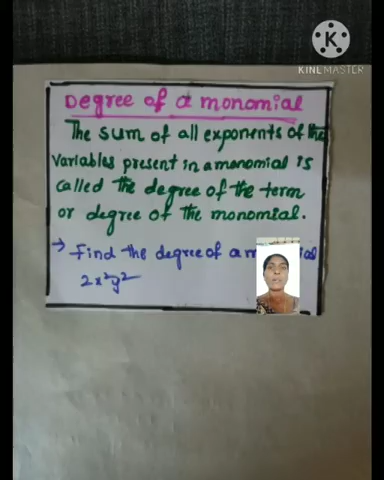 KINEMASTER
Degree of a monomial
The sum of all exponents of the
variables present in a monomial is
called the degree of the term
or degree of the monomial.
→ Find the degree of a
2x²y²